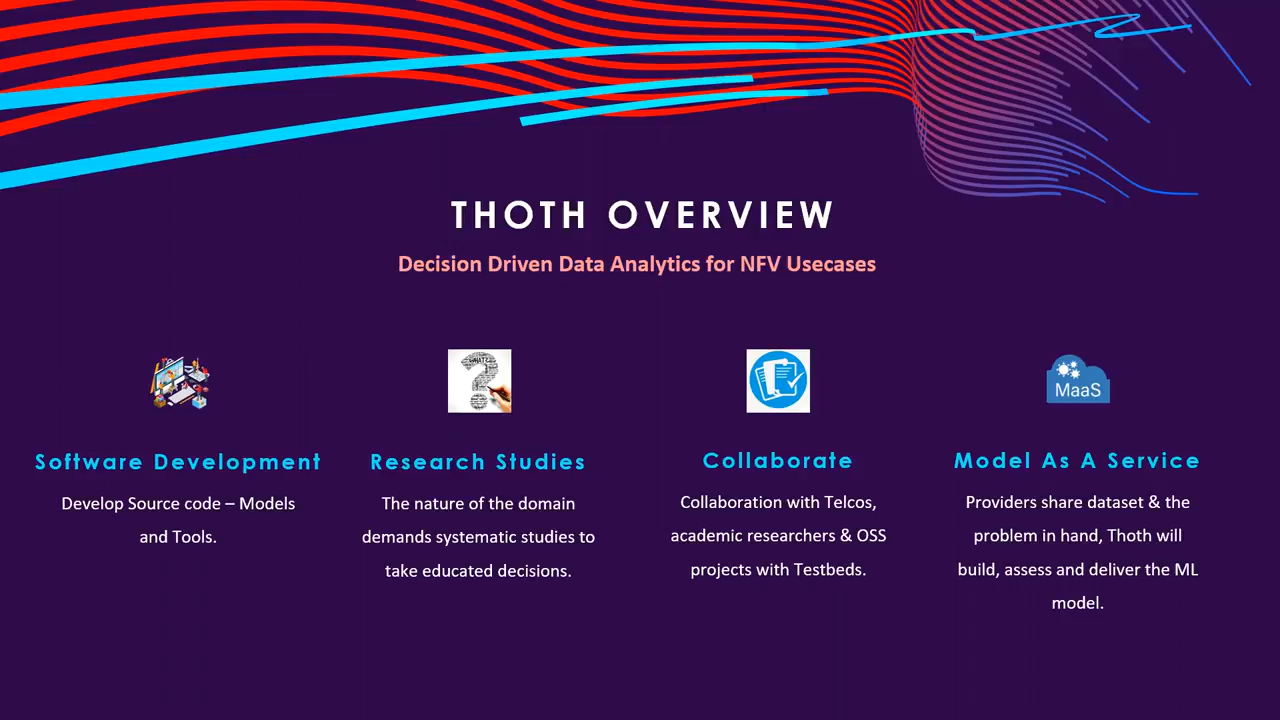 THOTH OVERVIEW
Decision Driven Data Analytics for NFV Usecases
MaaS
Software Development
Develop Source code – Models
and Tools.
Research Studies
The nature of the domain
demands systematic studies to
take educated decisions.
Collaborate
Collaboration with Telcos,
academic researchers & OSS
projects with Testbeds.
Model As A Service
Providers share dataset & the
problem in hand, Thoth will
build, assess and deliver the ML
model.